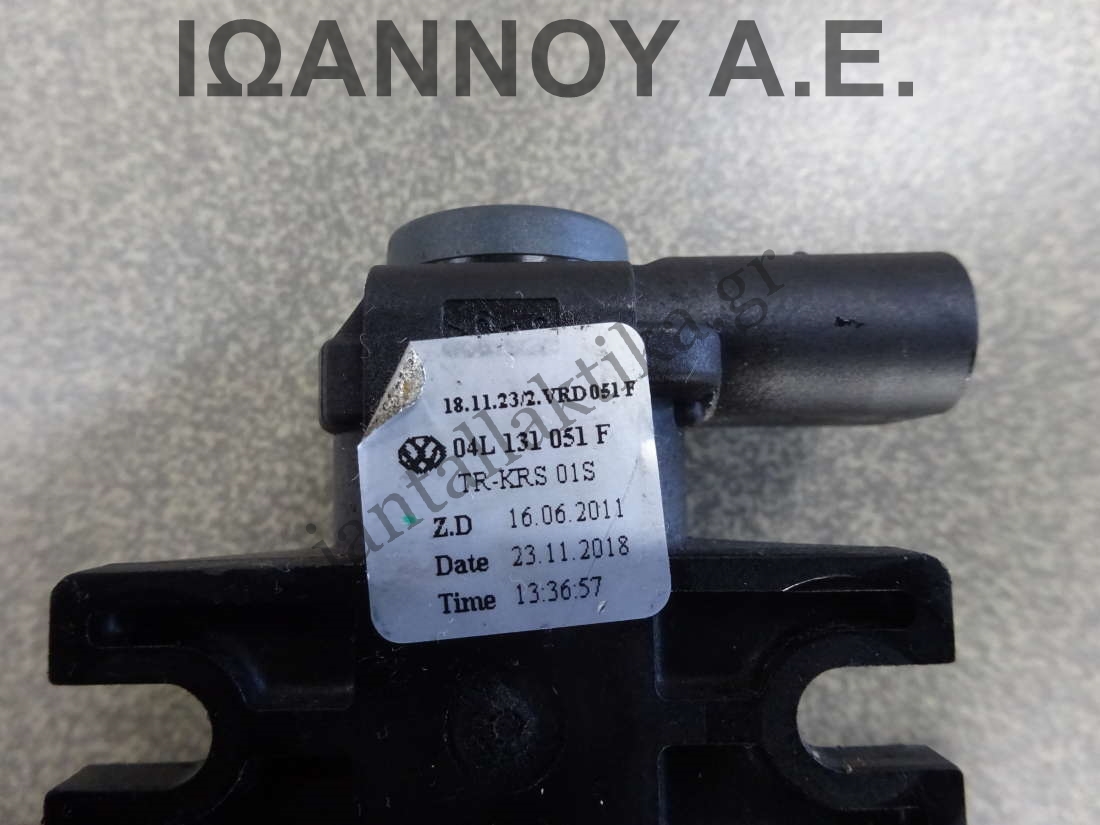 ΙΩΑΝΝΟΥ Α.Ε.
18.11.23/2.VRD 051 F
04L 131 051 F
TR-KRS 01S
Z.D 16.06.2011
Date 23.11.2018
Time 13:36:57
iantallaktika.gr